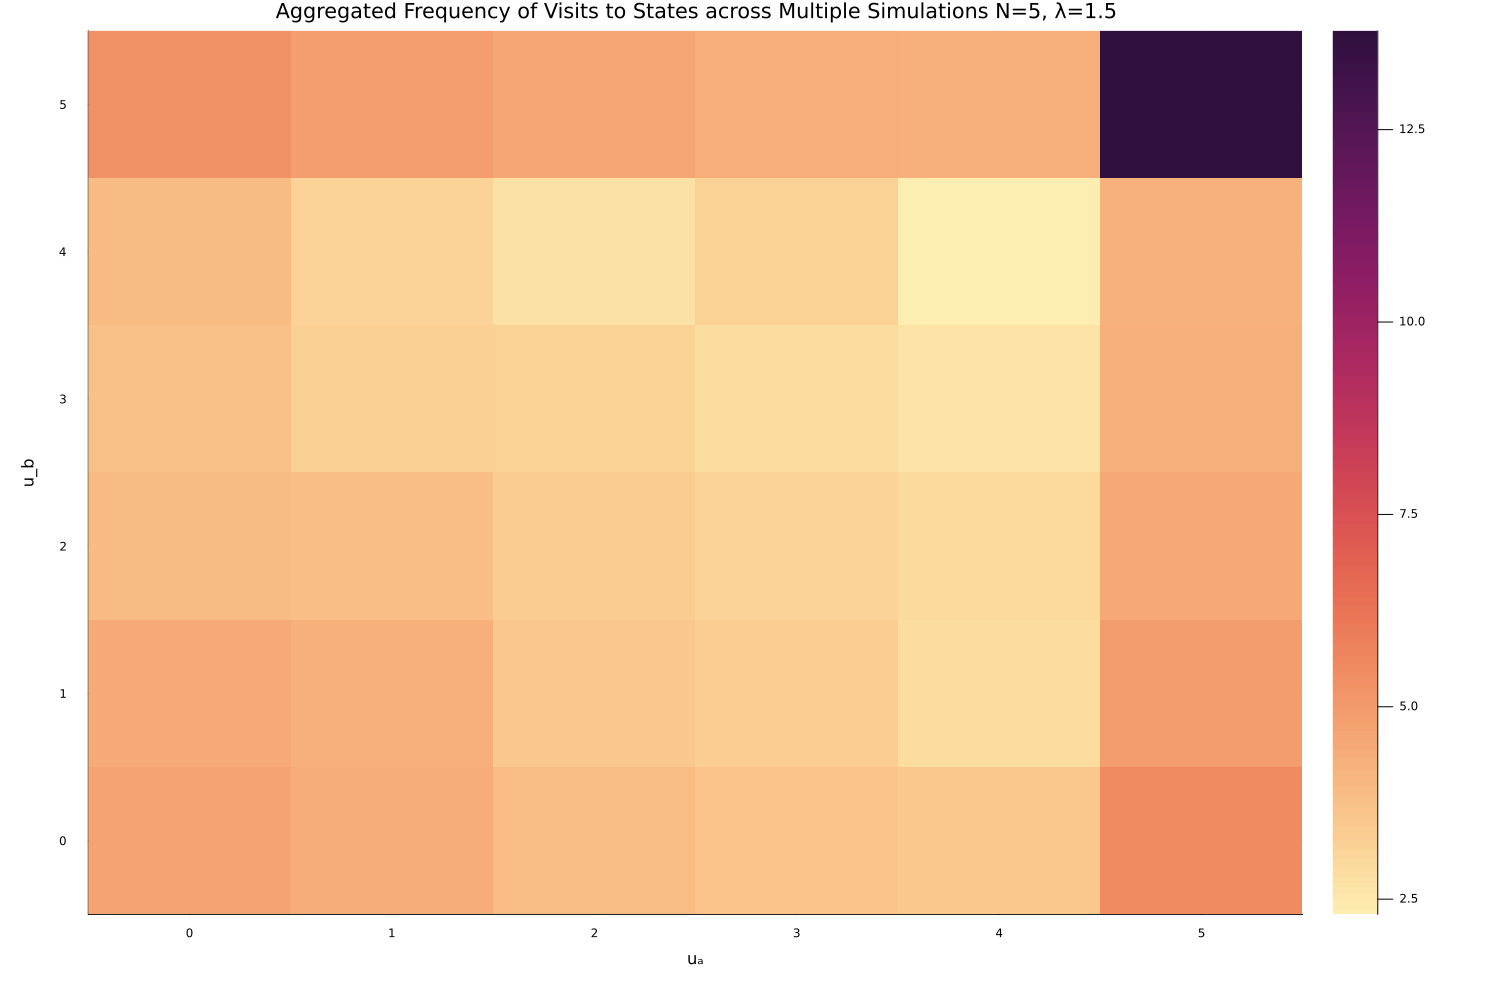 Aggregated Frequency of Visits to States across Multiple Simulations N=5, λ=1.5
5
4
3
2
1
0
u_b
0 1 2 3 4 5
uₐ
12.5
10.0
7.5
5.0
2.5